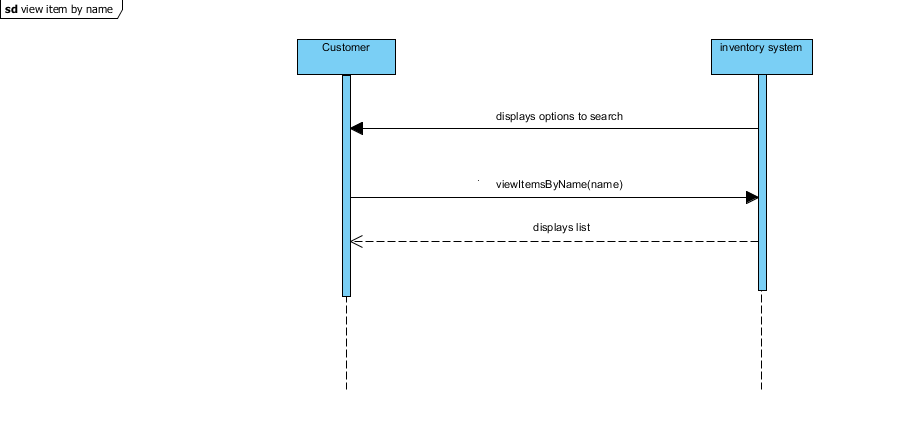 sd view item by name
Customer
inventory system
displays options to search
viewItemsByName(name)
displays list